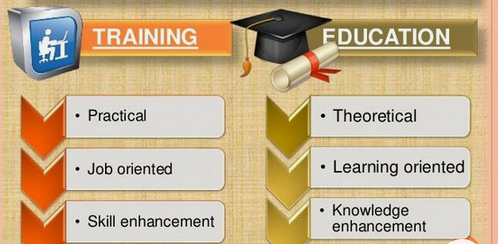 TRAINING
EDUCATION
• Practical
• Theoretical
• Job oriented
• Learning oriented
• Skill enhancement
• Knowledge
enhancement